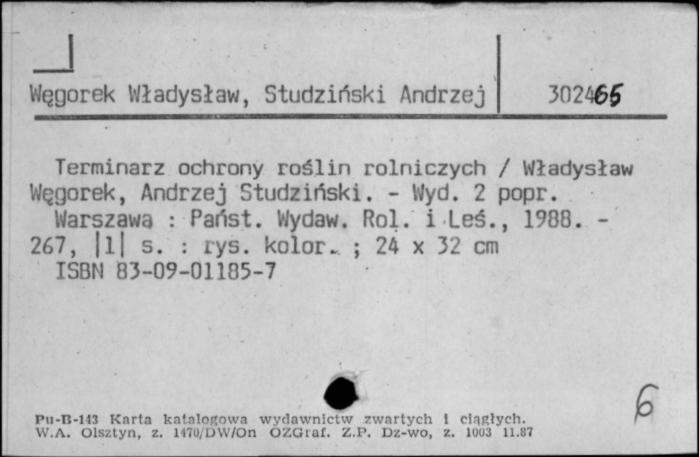 Węgorek Władysław, Studziński Andrzej 302465
Terminarz ochrony roślin rolniczych / Władysław
Węgorek, Andrzej Studziński. - Wyd. 2 popr.
Warszawa : Państ. Wydaw. Rol. i Leś., 1988. -
267, |1| s. : rys. kolor. ; 24 x 32 cm
ISBN 83-09-01185-7
6
Pu-B-143 Karta katalogowa wydawnictw zwartych i ciągłych.
W.A. Olsztyn, z. 1470/DW/On OZGraf. Z.P. Dz-wo, z. 1003 11.87